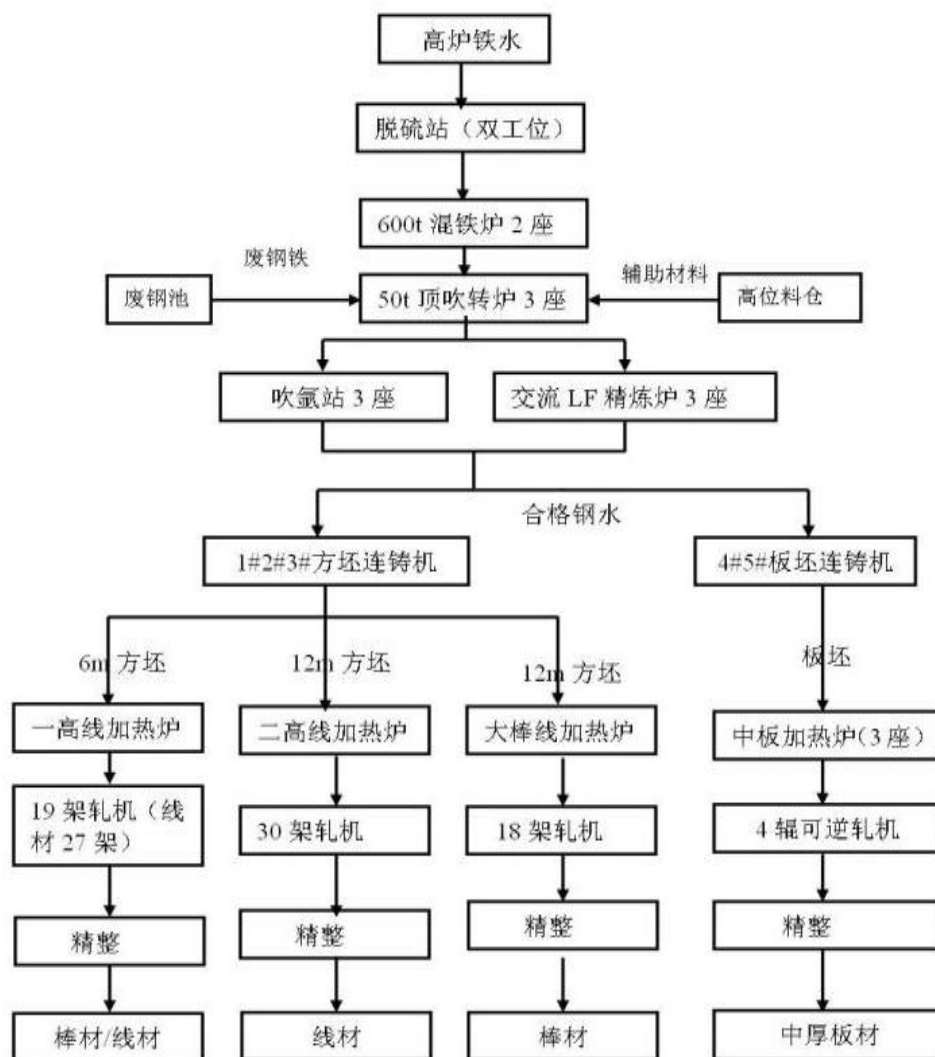 高炉铁水
脱硫站（双工位）
600t 混铁炉 2 座
废钢铁
辅助材料
废钢池
50t 顶吹转炉 3 座
高位料仓
吹氩站 3 座
交流 LF 精炼炉 3 座
合格钢水
1#2#3#方坯连铸机
4#5#板坯连铸机
6m 方坯
12m 方坯
12m 方坯
板坯
一高线加热炉
二高线加热炉
大棒线加热炉
中板加热炉（3 座）
19 架轧机（线
材 27 架）
30 架轧机
18 架轧机
4 辊可逆轧机
精整
精整
精整
精整
棒材/线材
线材
棒材
中厚板材